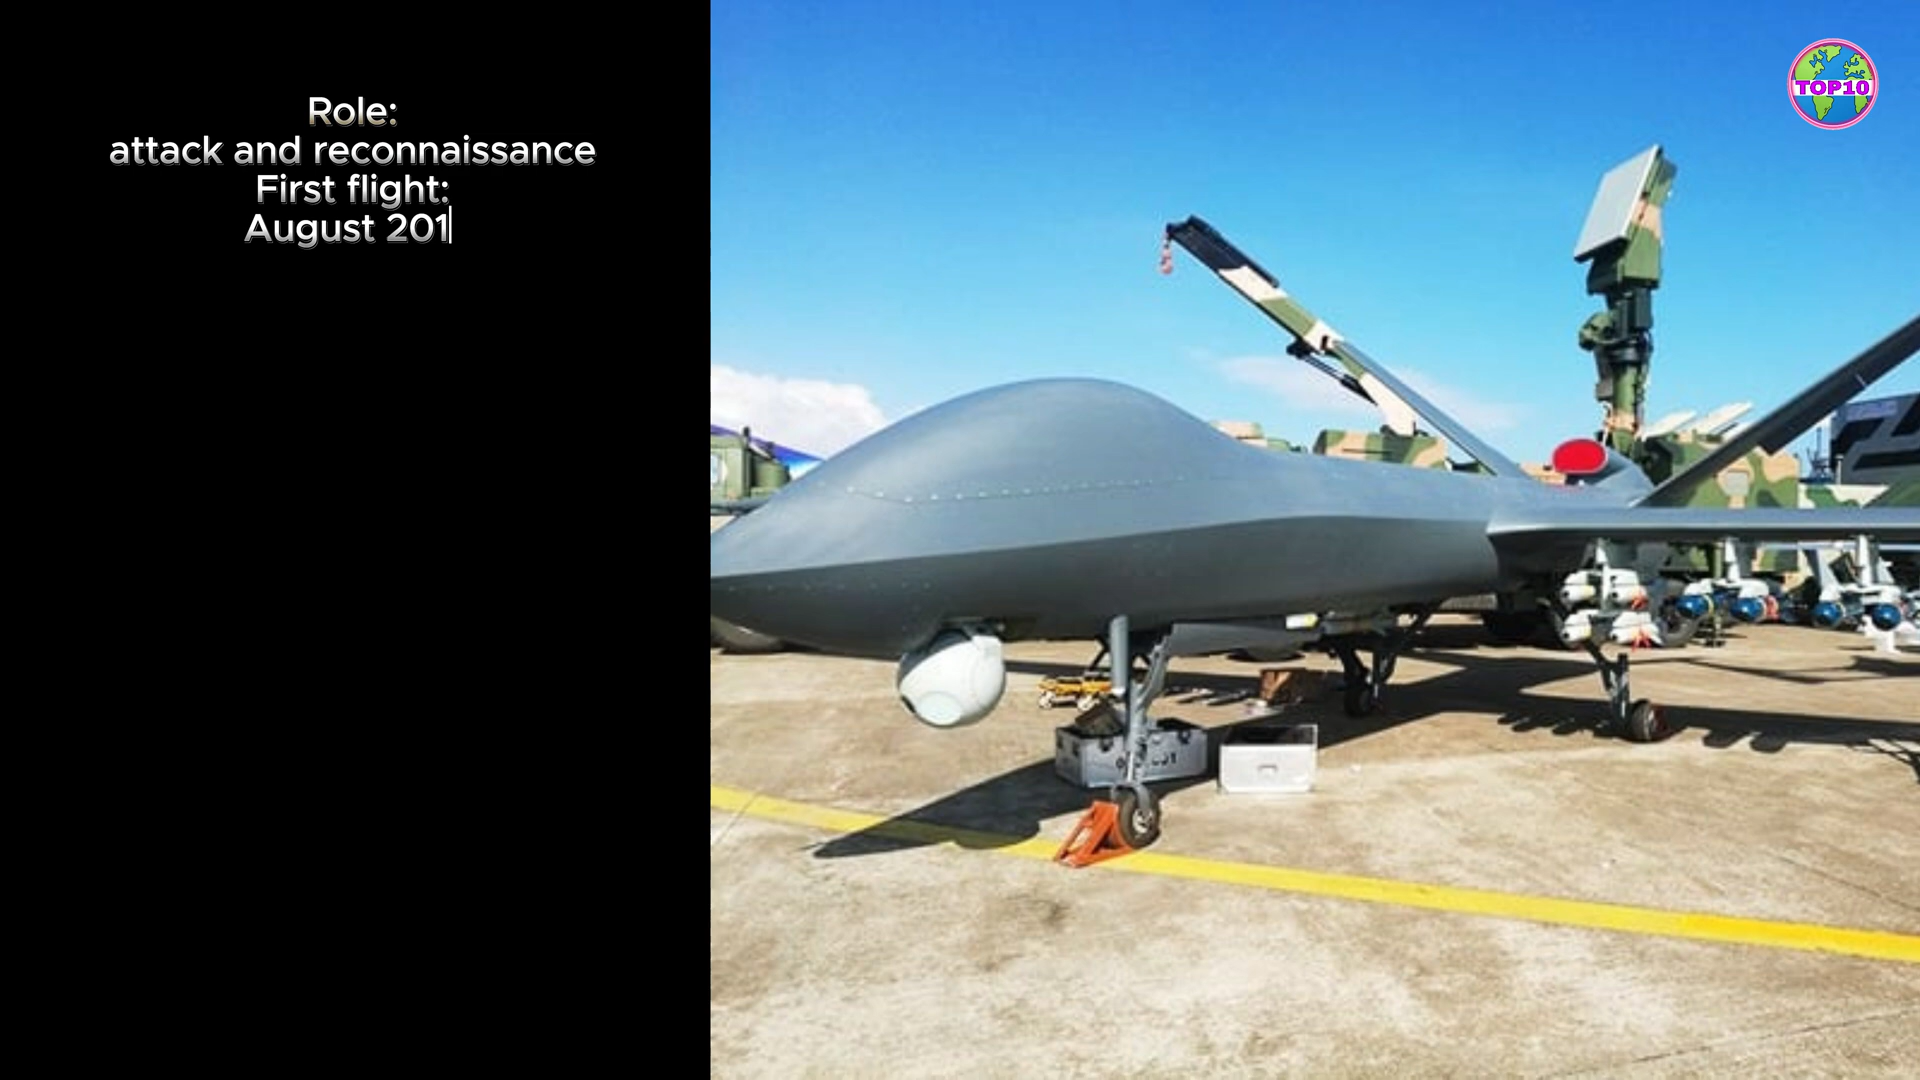 Role:
attack and reconnaissance
First flight:
August 201
TOP10